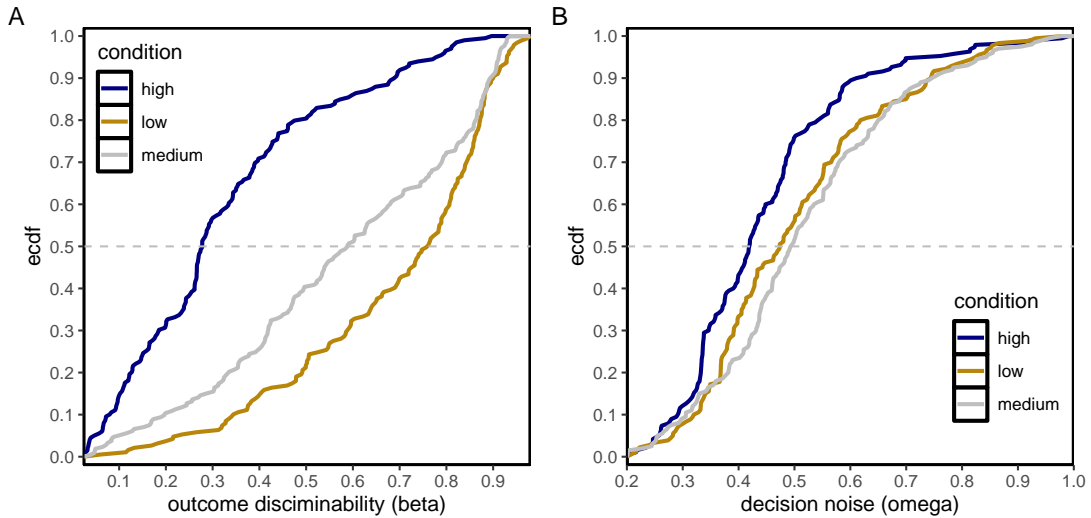 A
condition
high
low
medium
ecdf
1.0
0.9
0.8
0.7
0.6
0.5
0.4
0.3
0.2
0.1
0.0
0.1 0.2 0.3 0.4 0.5 0.6 0.7 0.8 0.9
outcome disciminability (beta)
B
ecdf
1.0
0.9
0.8
0.7
0.6
0.5
0.4
0.3
0.2
0.1
0.0
condition
high
low
medium
0.2 0.3 0.4 0.5 0.6 0.7 0.8 0.9 1.0
decision noise (omega)